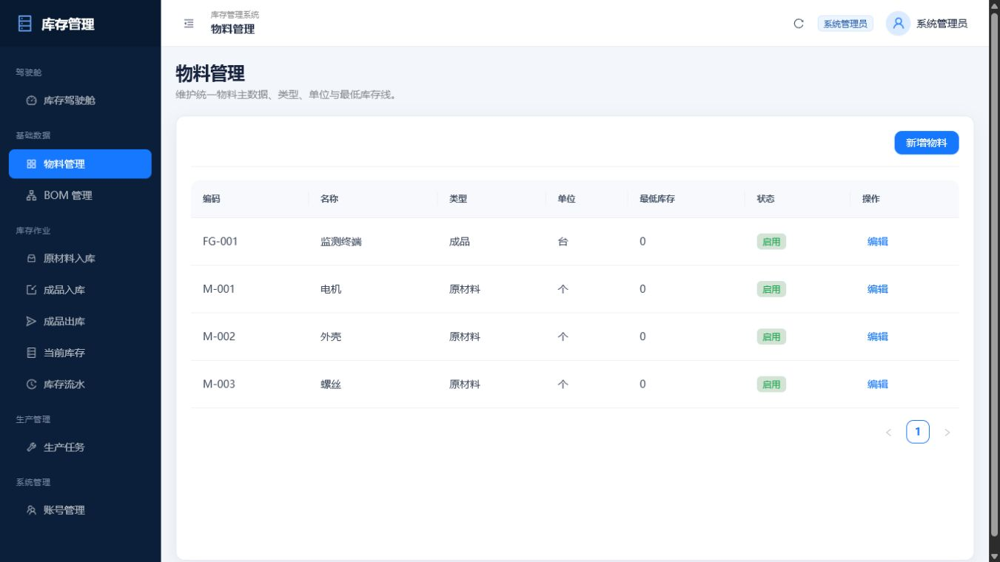 库存管理
驾驶舱
库存驾驶舱
基础数据
物料管理
BOM 管理
库存作业
原材料入库
成品入库
成品出库
当前库存
库存流水
生产管理
生产任务
系统管理
账号管理
库存管理系统
物料管理
系统管理员
系统管理员
物料管理
维护统一物料主数据、类型、单位与最低库存线。
新增物料
编码 名称 类型 单位 最低库存 状态 操作
FG-001 监测终端 成品 台 0 启用 编辑
M-001 电机 原材料 个 0 启用 编辑
M-002 外壳 原材料 个 0 启用 编辑
M-003 螺丝 原材料 个 0 启用 编辑
< 1 >